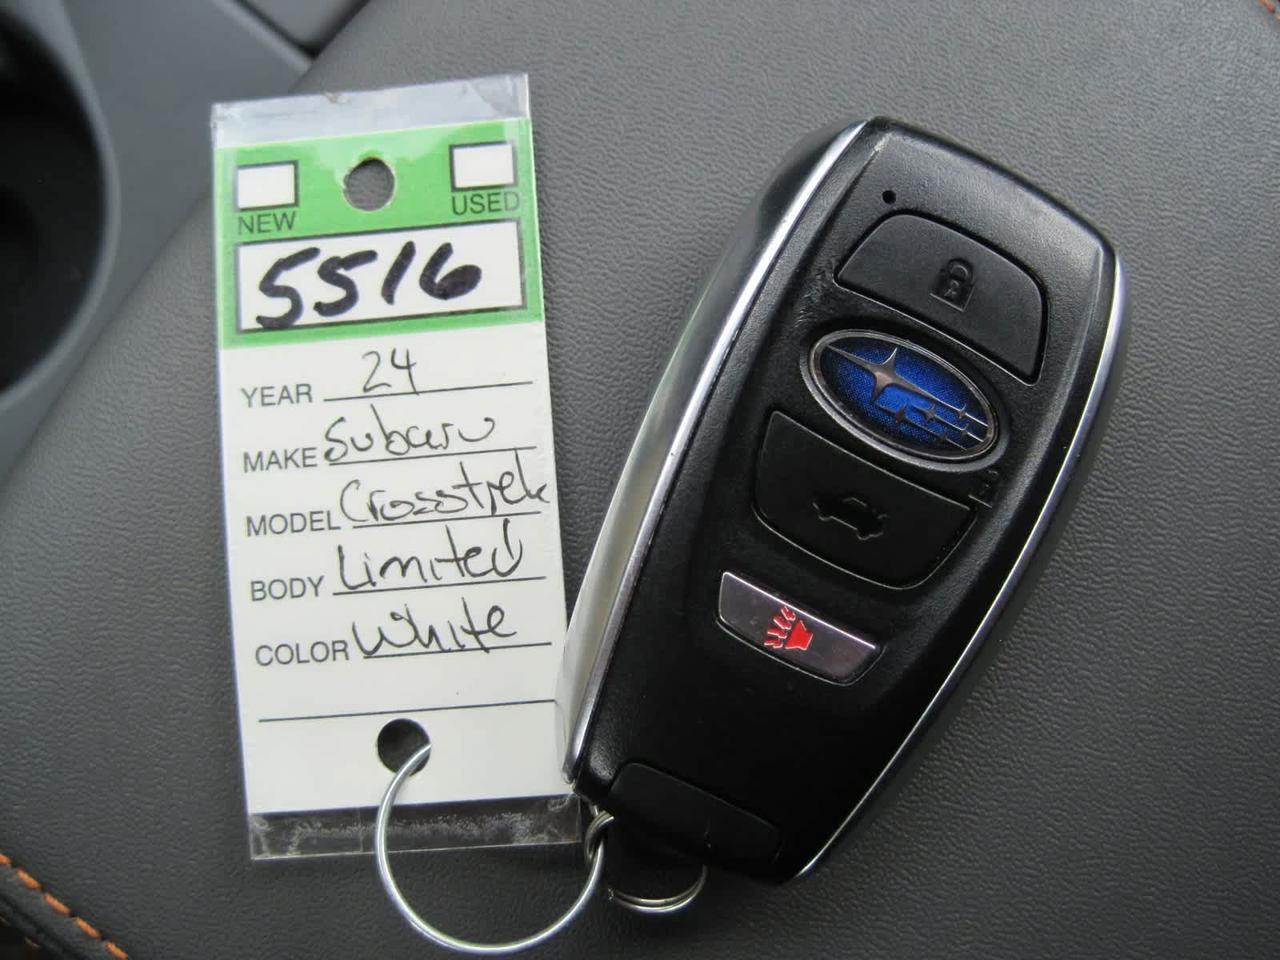 NEW USED
5516
YEAR 24
MAKE Subaru
MODEL Crosstrek
BODY Limited
COLOR White